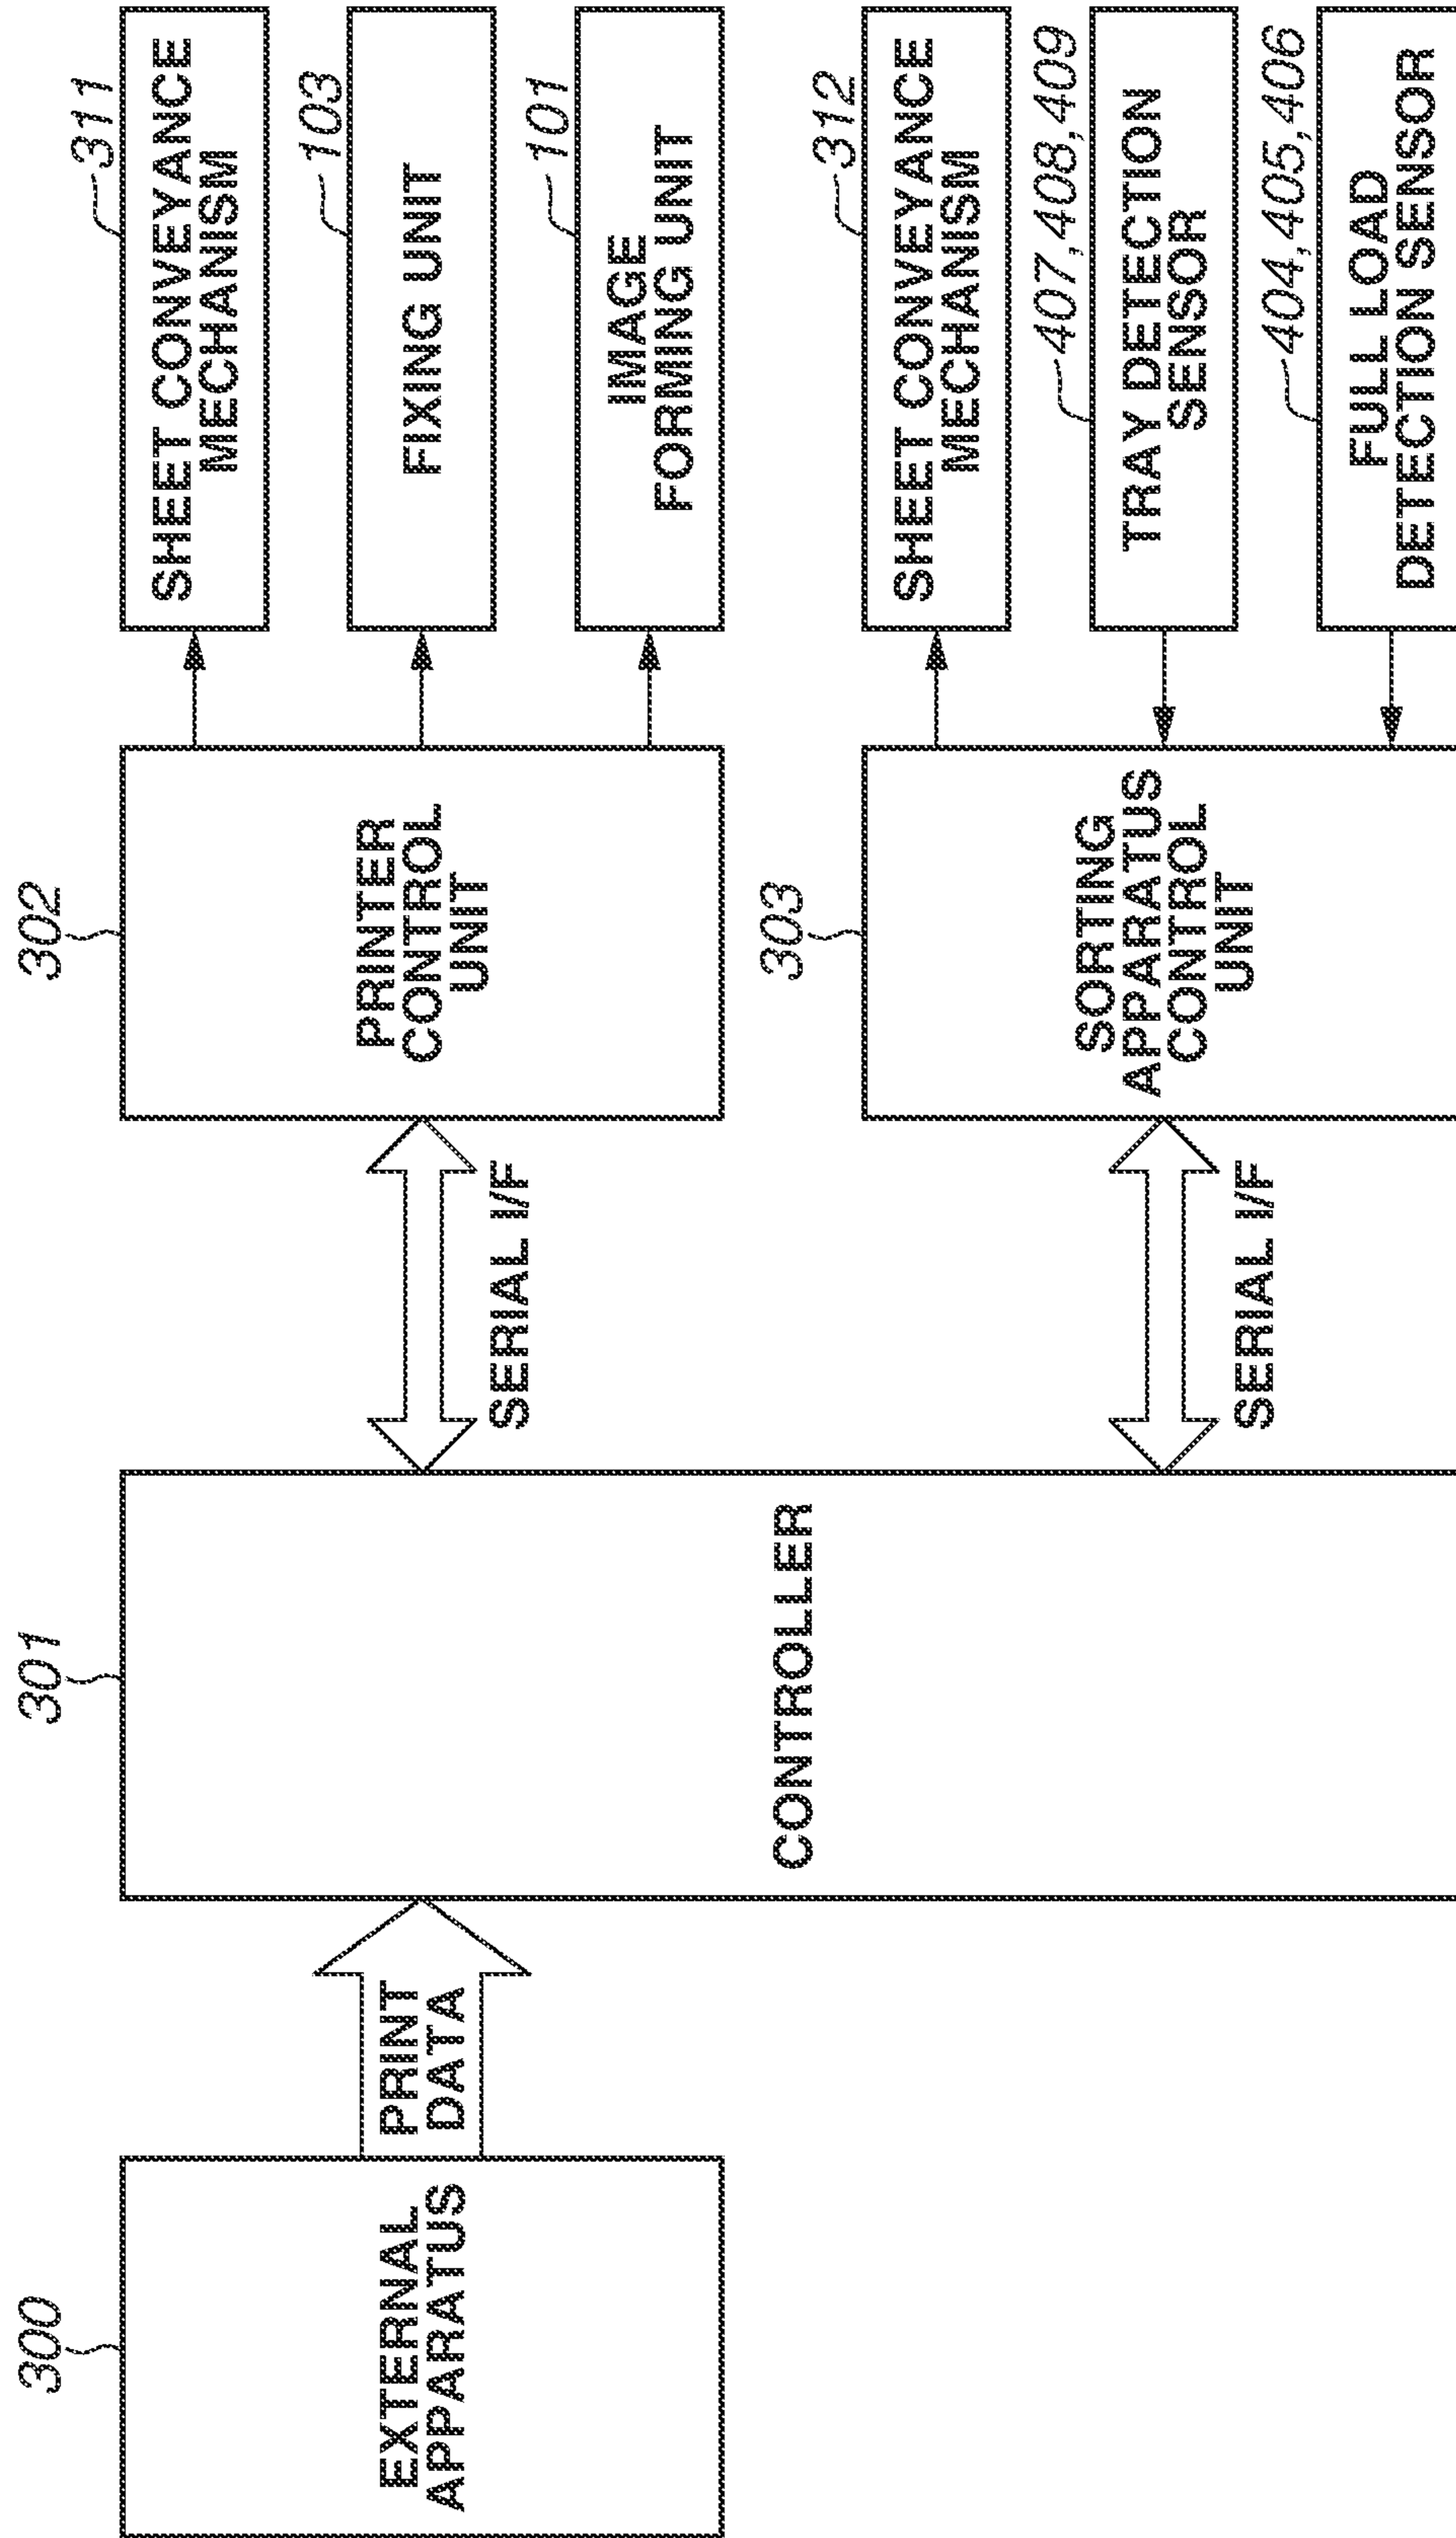 300
EXTERNAL
APPARATUS
PRINT
DATA
301
CONTROLLER
SERIAL I/F
SERIAL I/F
302
PRINTER
CONTROL
UNIT
303
SORTING
APPARATUS
CONTROL
UNIT
311
SHEET CONVEYANCE
MECHANISM
103
FIXING UNIT
101
IMAGE
FORMING UNIT
312
SHEET CONVEYANCE
MECHANISM
407,408,409
TRAY DETECTION
SENSOR
404,405,406
FULL LOAD
DETECTION SENSOR